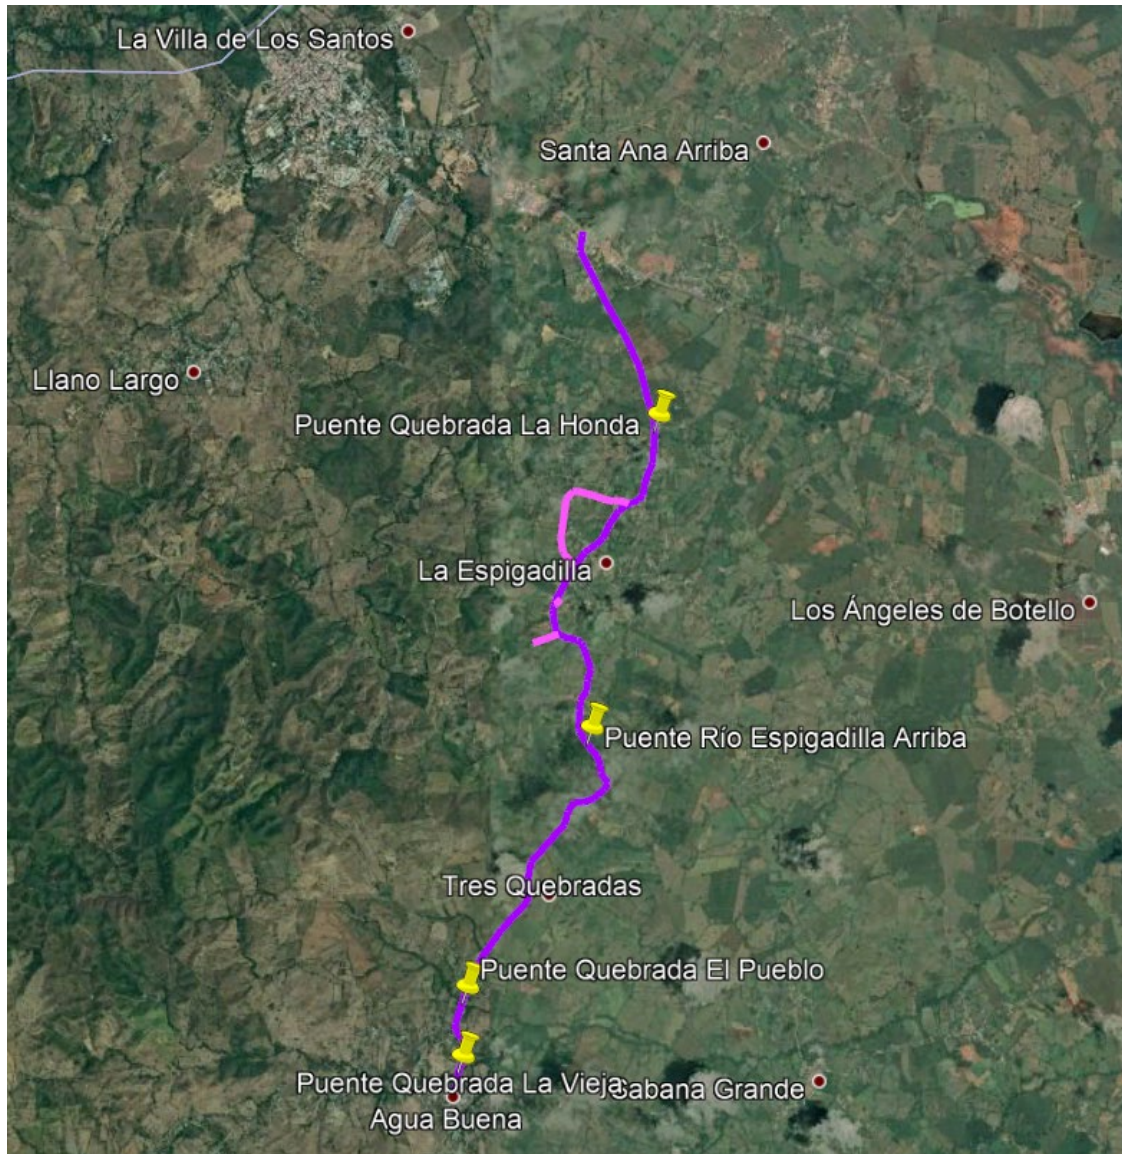 La Villa de Los Santos
Santa Ana Arriba
Llano Largo
Puente Quebrada La Honda
La Espigadilla
Los Ángeles de Botello
Puente Río Espigadilla Arriba
Tres Quebradas
Puente Quebrada El Pueblo
Puente Quebrada La Vieja
Sabana Grande
Agua Buena